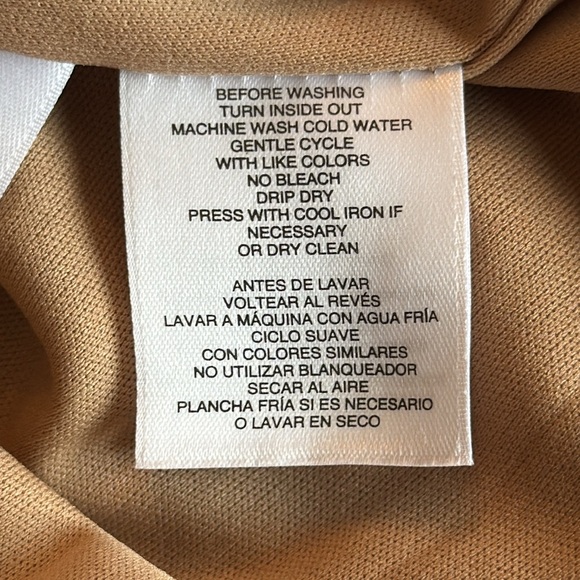 BEFORE WASHING
TURN INSIDE OUT
MACHINE WASH COLD WATER
GENTLE CYCLE
WITH LIKE COLORS
NO BLEACH
DRIP DRY
PRESS WITH COOL IRON IF
NECESSARY
OR DRY CLEAN
ANTES DE LAVAR
VOLTEAR AL REVÉS
LAVAR A MÁQUINA CON AGUA FRÍA
CICLO SUAVE
CON COLORES SIMILARES
NO UTILIZAR BLANQUEADOR
SECAR AL AIRE
PLANCHA FRÍA SI ES NECESARIO
O LAVAR EN SECO